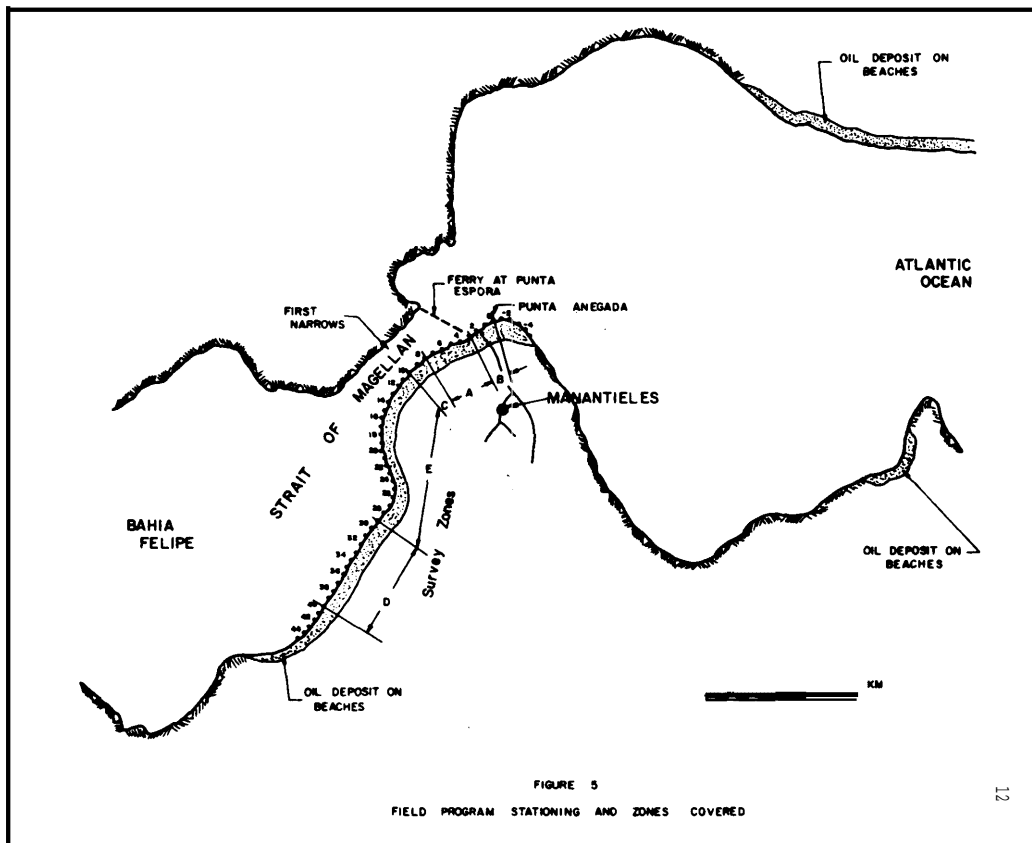 OIL DEPOSIT ON
BEACHES
ATLANTIC
OCEAN
FERRY AT PUNTA
ESPORA
PUNTA ANEGADA
FIRST
NARROWS
STRAIT OF MAGELLAN
B
A
C
MANANTIELES
E
BAHIA
FELIPE
Survey Zones
D
OIL DEPOSIT ON
BEACHES
OIL DEPOSIT ON
BEACHES
KM
FIGURE 5
FIELD PROGRAM STATIONING AND ZONES COVERED
12